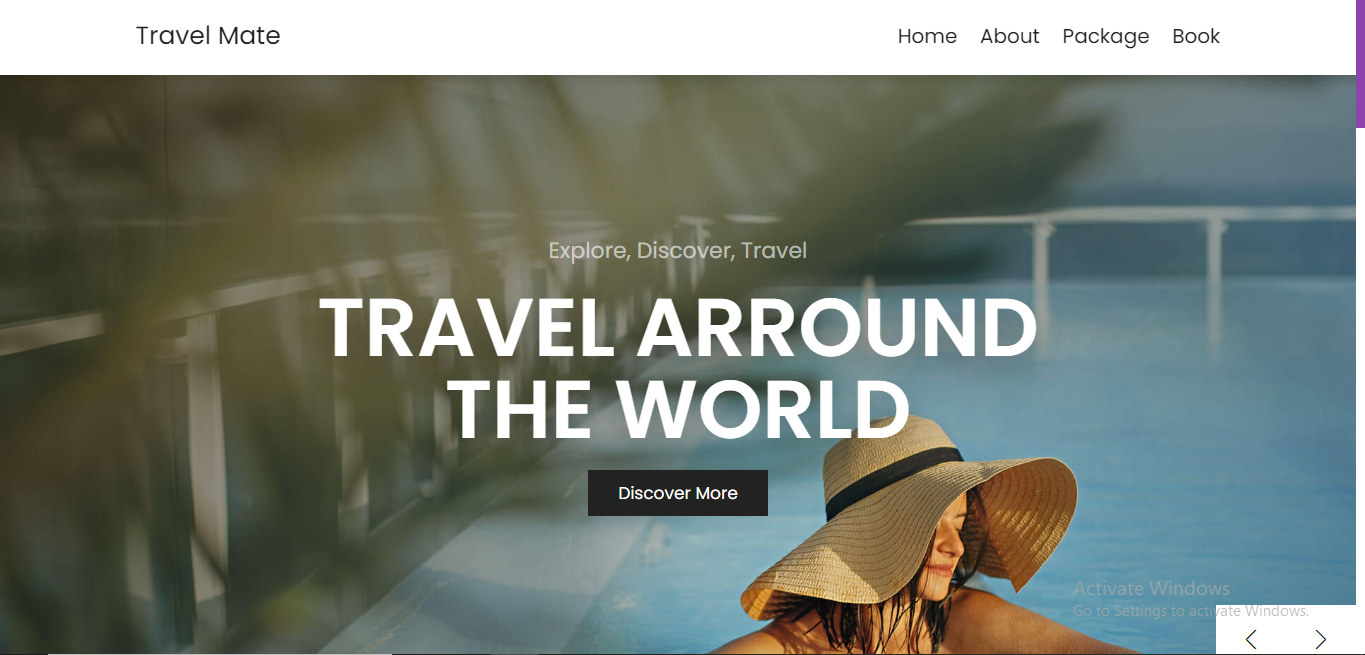 Travel Mate
Home About Package Book
Explore, Discover, Travel
TRAVEL ARROUND
THE WORLD
Discover More
Activate Windows
Go to Settings to activate Windows.